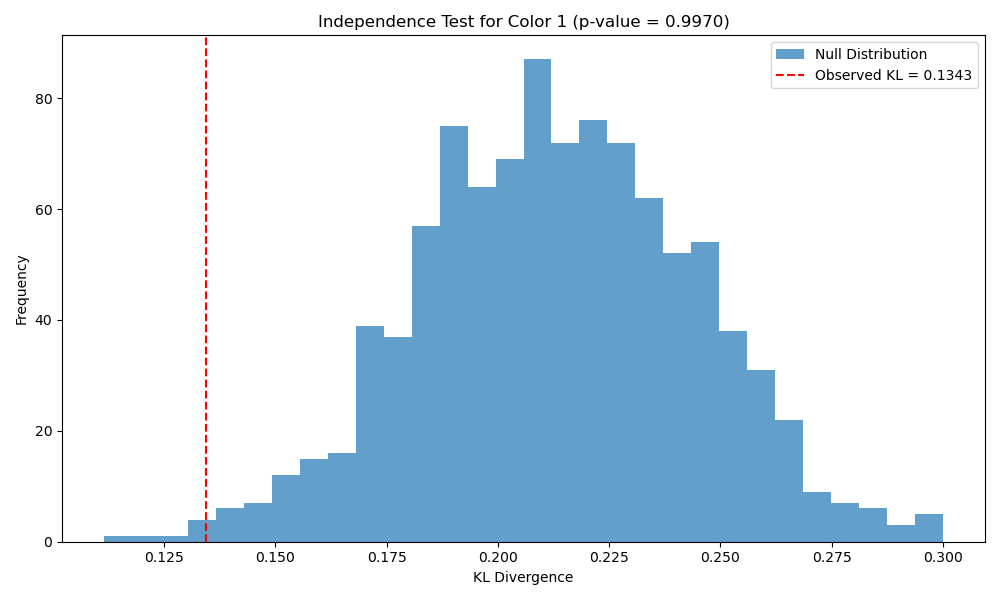 Independence Test for Color 1 (p-value = 0.9970)
Null Distribution
Observed KL = 0.1343
Frequency
80
60
40
20
0
0.125 0.150 0.175 0.200 0.225 0.250 0.275 0.300
KL Divergence